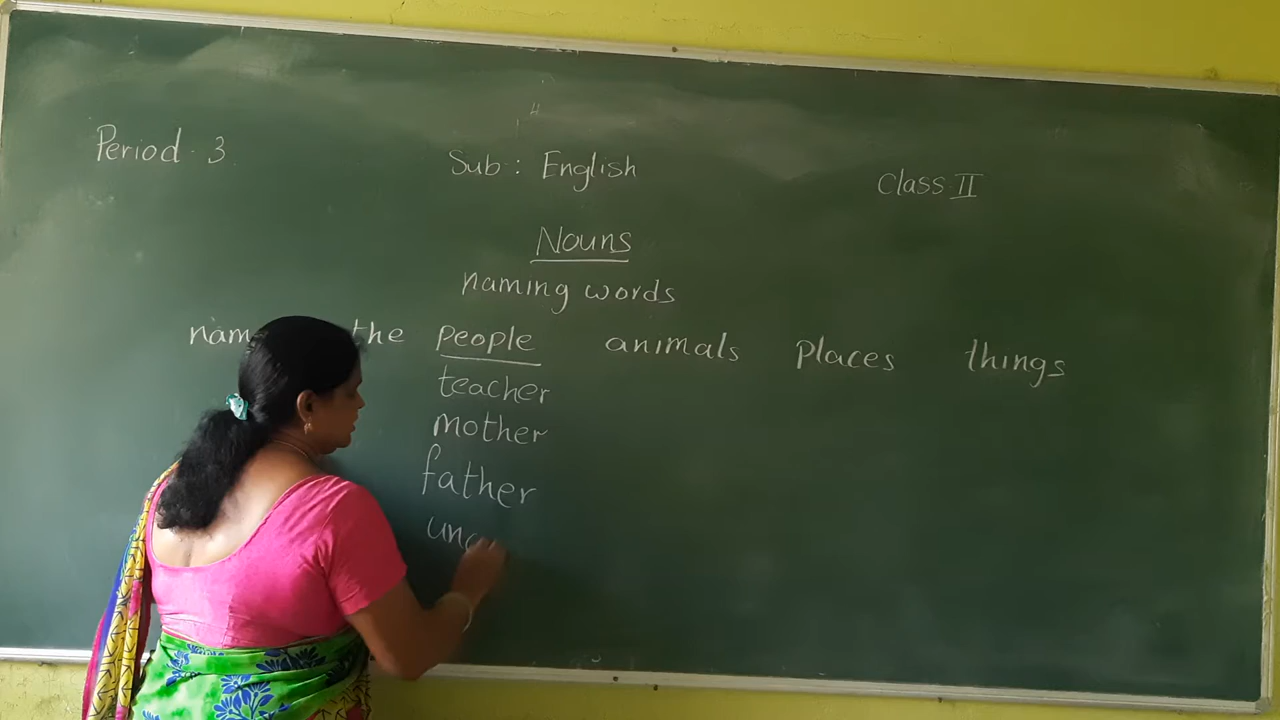 Period - 3
Sub : English
Class II
Nouns
naming words
the people animals places things
teacher
mother
father